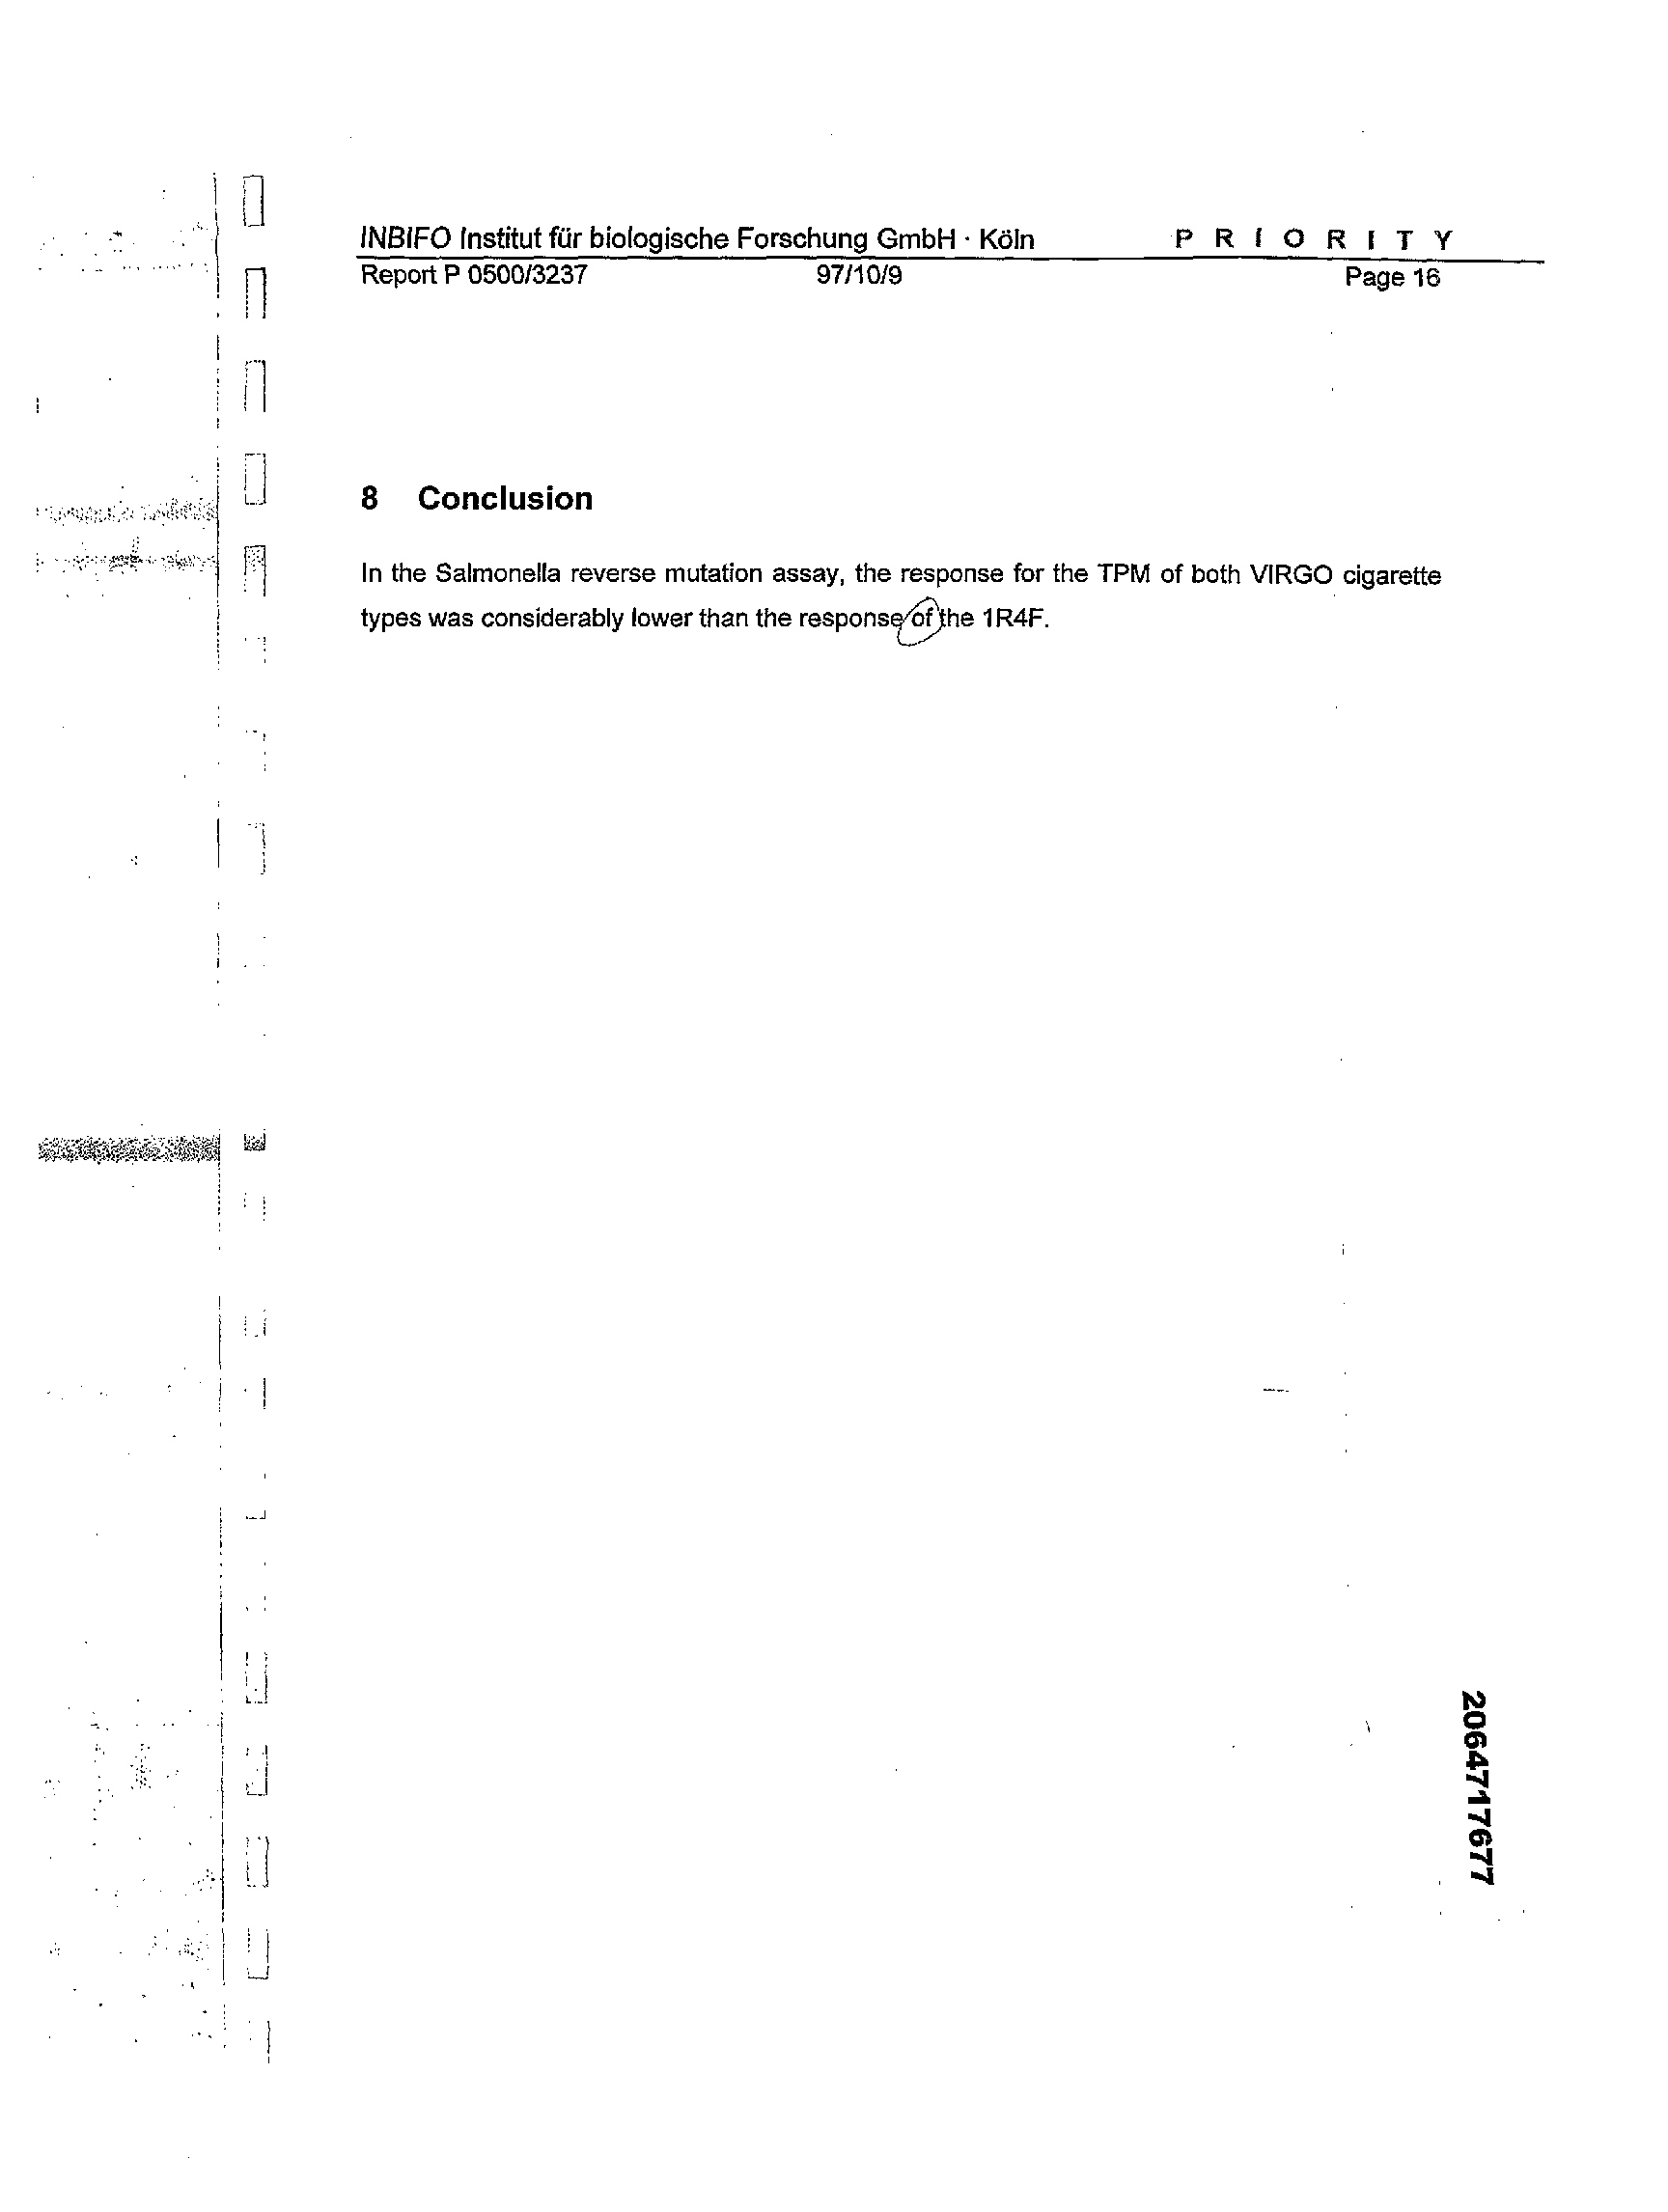 INBIFO Institut für biologische Forschung GmbH · Köln PRIORITY
Report P 0500/3237 97/10/9 Page 16
8 Conclusion
In the Salmonella reverse mutation assay, the response for the TPM of both VIRGO cigarette
types was considerably lower than the response of the 1R4F.
2064717677